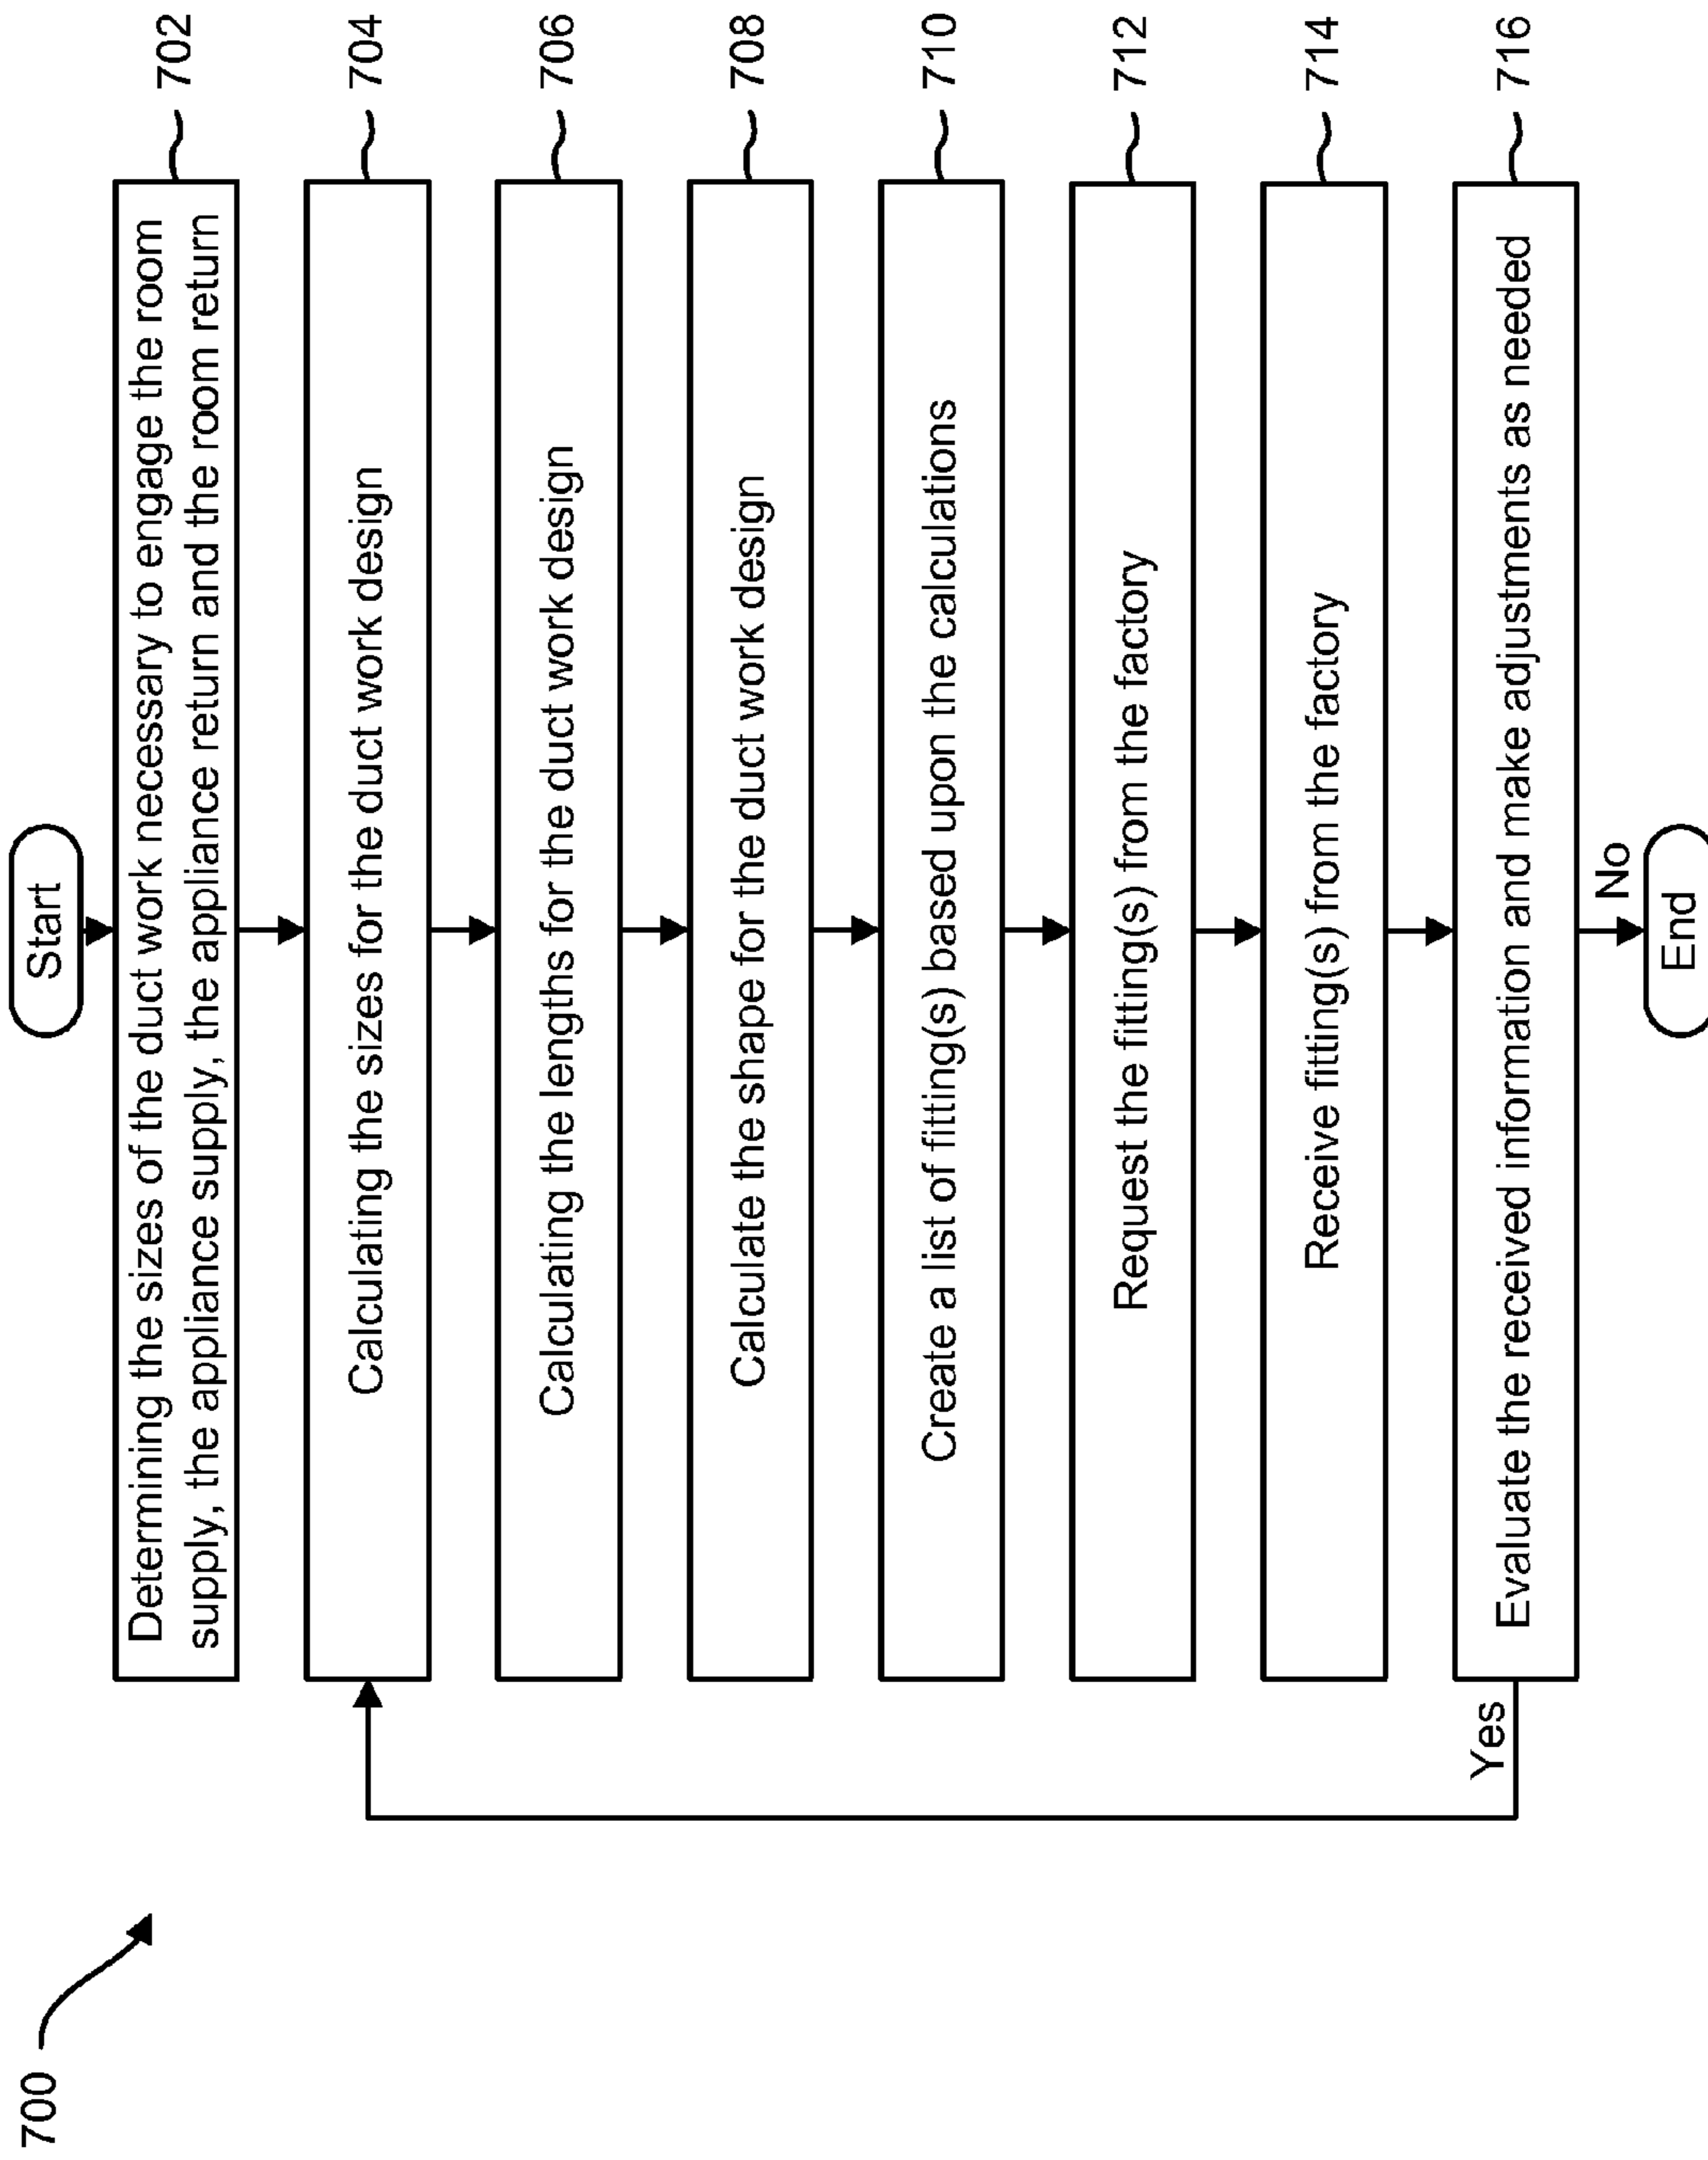 700
Start
Determining the sizes of the duct work necessary to engage the room
supply, the appliance supply, the appliance return and the room return
702
Calculating the sizes for the duct work design
704
Calculating the lengths for the duct work design
706
Calculate the shape for the duct work design
708
Create a list of fitting(s) based upon the calculations
710
Request the fitting(s) from the factory
712
Receive fitting(s) from the factory
714
Evaluate the received information and make adjustments as needed
716
Yes
No
End